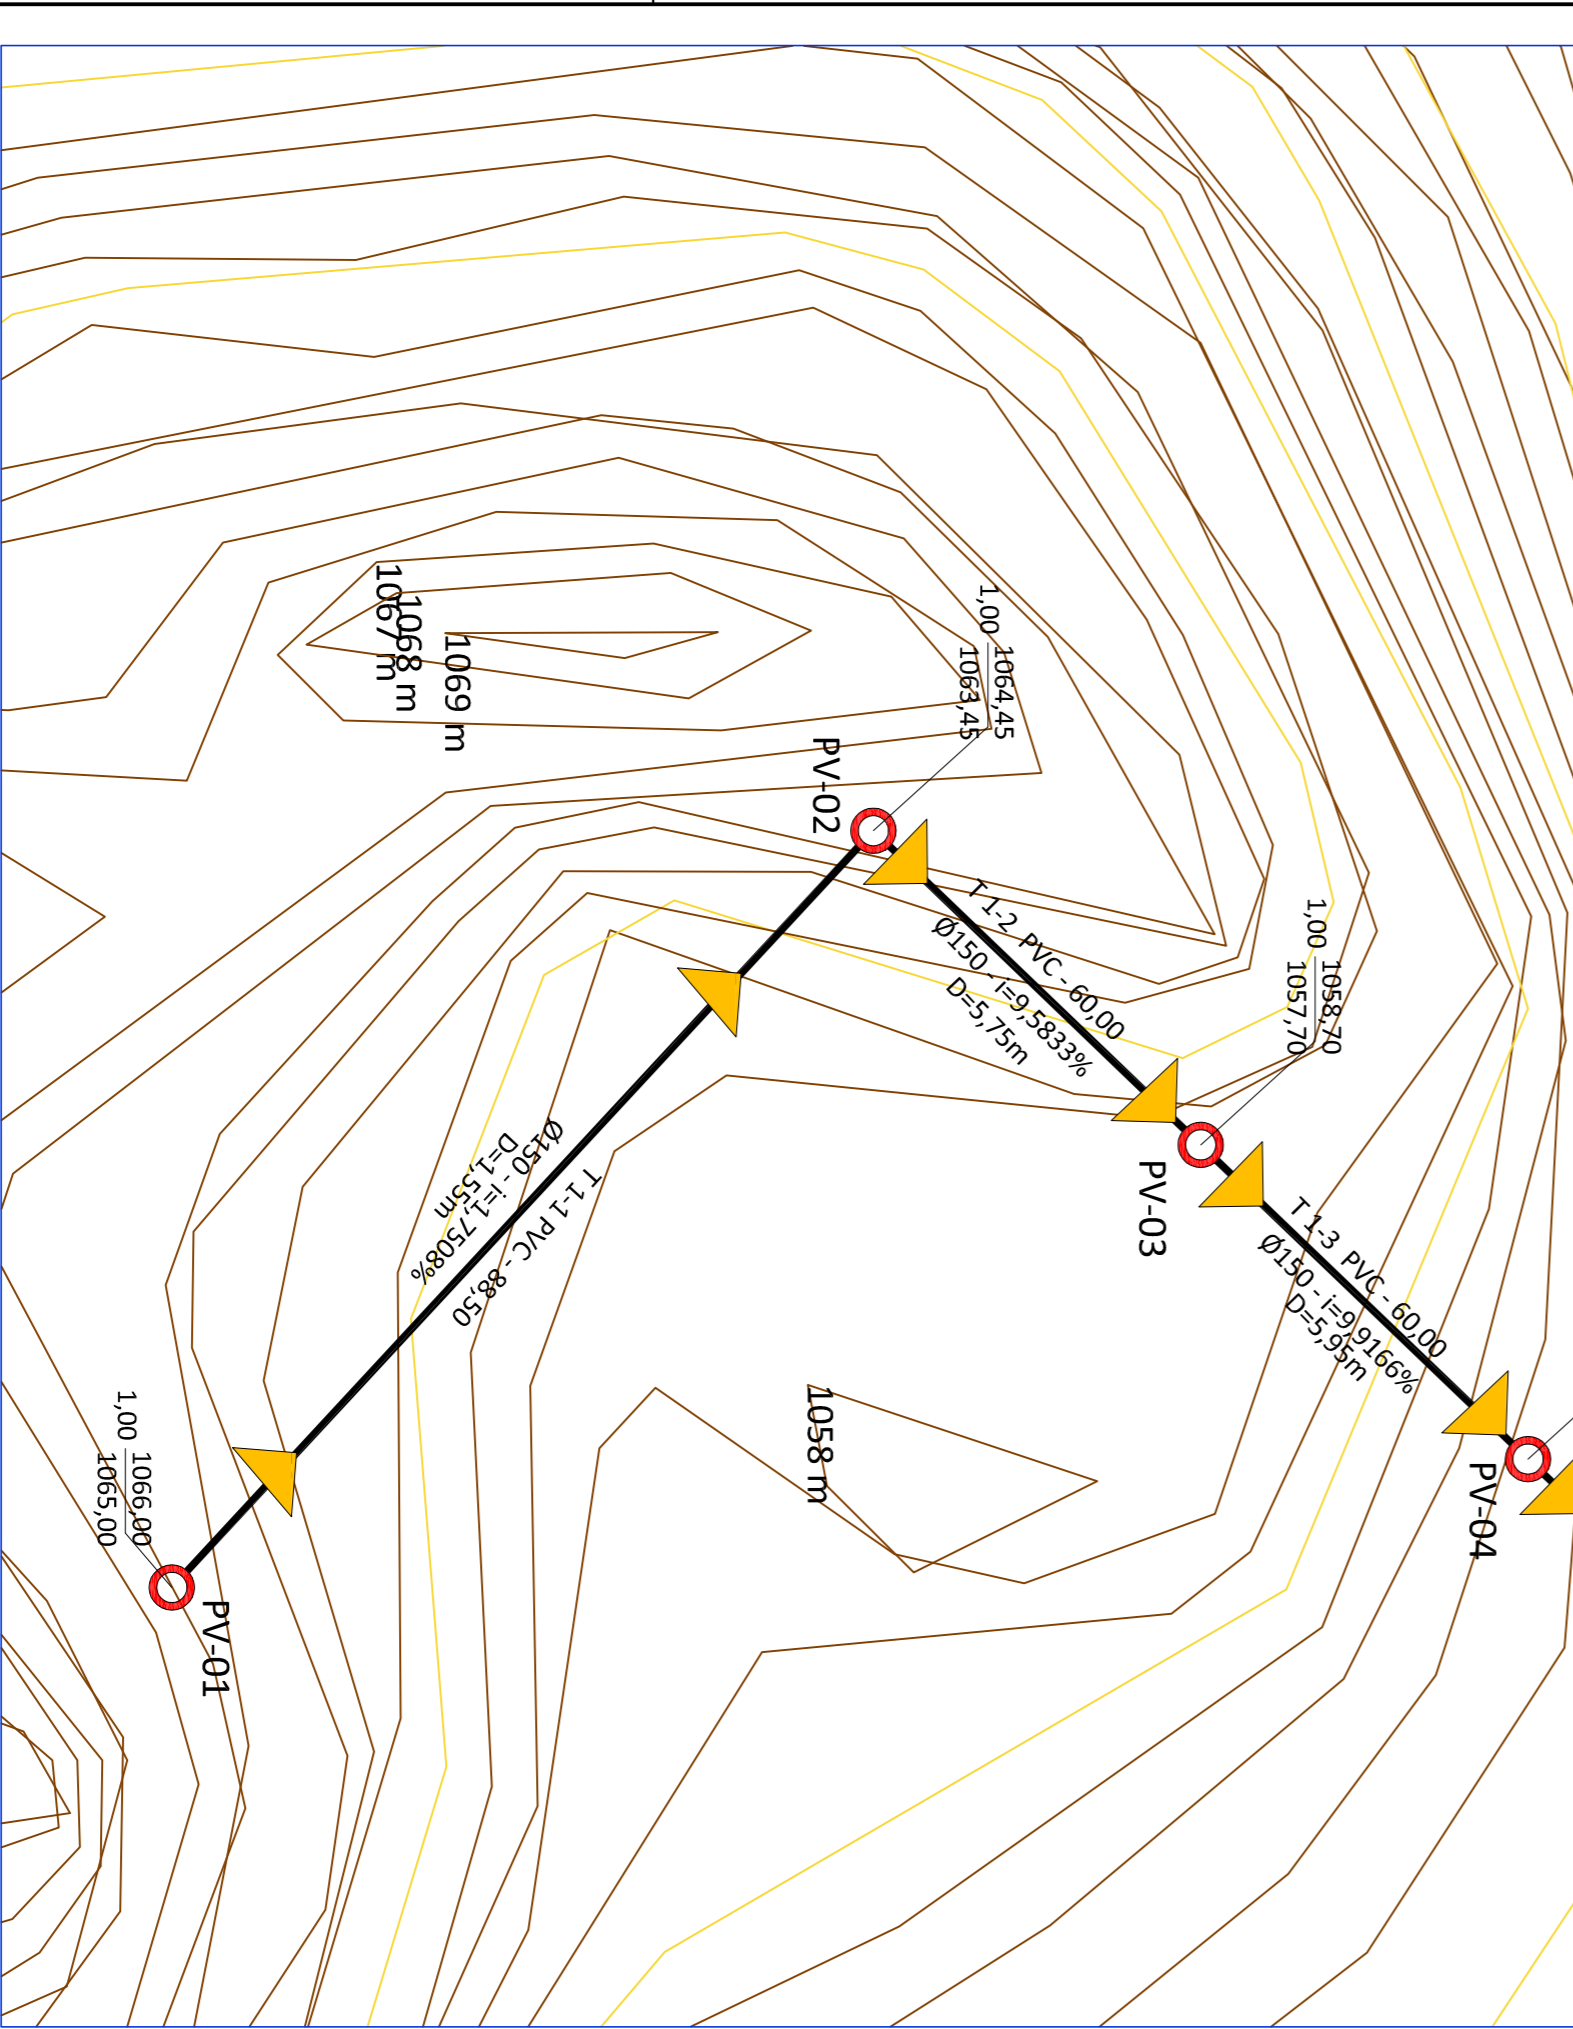 1067 m
1068 m
1069 m
1,00
1064,45
1063,45
PV-02
T 1-2 PVC - 60,00
Ø150 - i=9,5833%
D=5,75m
1,00
1058,70
1057,70
PV-03
T 1-3 PVC - 60,00
Ø150 - i=9,9166%
D=5,95m
PV-04
T 1-1 PVC - 88,50
Ø150 - i=1,7508%
D=1,55m
1058 m
1,00
1066,00
1065,00
PV-01